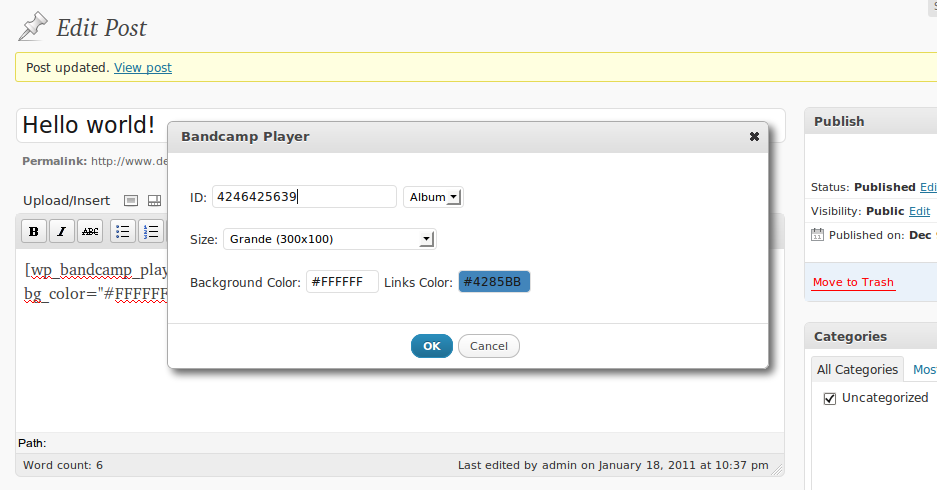 Edit Post
Post updated. View post
Hello world!
Permalink: http://www.de
Upload/Insert
B I ABC
[wp_bandcamp_play
bg_color="#FFFFFF
Path:
Word count: 6
Last edited by admin on January 18, 2011 at 10:37 pm
Bandcamp Player
ID: 4246425639 Album
Size: Grande (300x100)
Background Color: #FFFFFF Links Color: #4285BB
OK Cancel
Publish
Status: Published Edi
Visibility: Public Edit
Published on: Dec
Move to Trash
Categories
All Categories Mos
Uncategorized